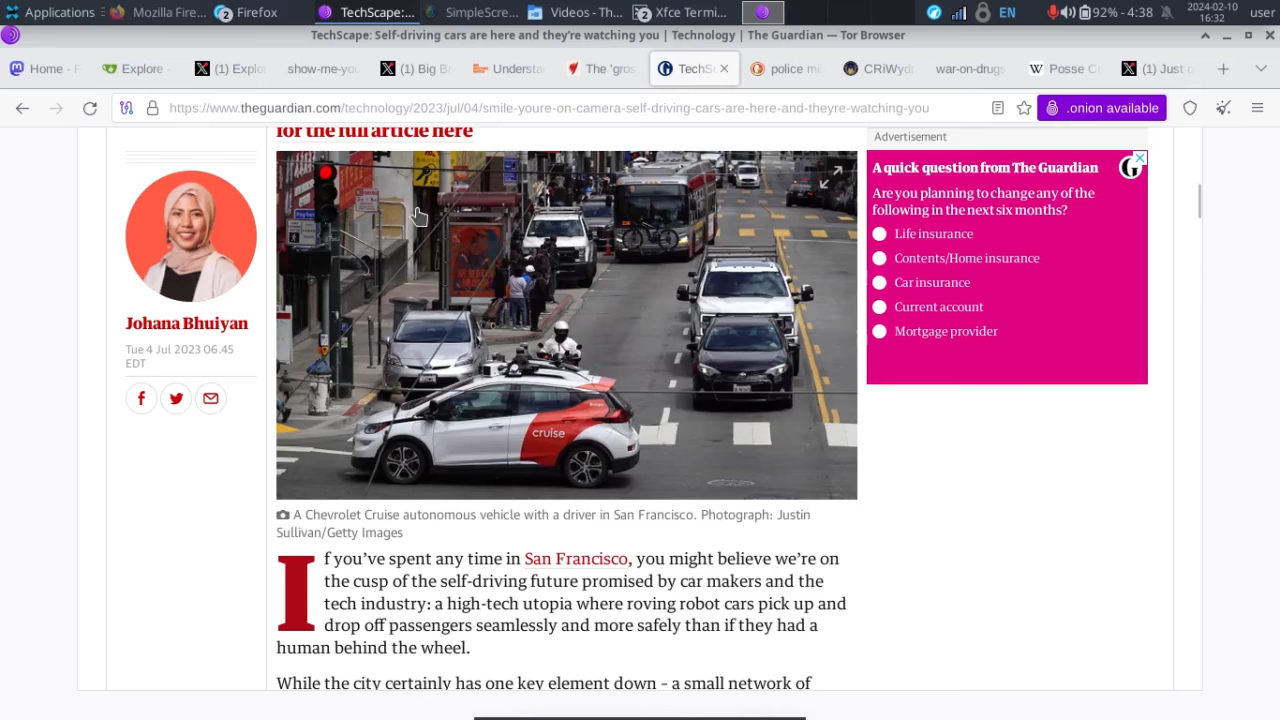 Applications
Mozilla Fire...
2
Firefox
TechScape:...
SimpleScre...
Videos - Th...
2
Xfce Termi...
EN
92% - 4:38
2024-02-10
16:32
user
TechScape: Self-driving cars are here and they're watching you | Technology | The Guardian — Tor Browser
Home - F
Explore -
(1) Explo
show-me-you
(1) Big B
Understa
The 'gros
TechSc
police mil
CRiWydr
war-on-drugs
Posse Co
(1) Just o
https://www.theguardian.com/technology/2023/jul/04/smile-youre-on-camera-self-driving-cars-are-here-and-theyre-watching-you
.onion available
for the full article here
Advertisement
A quick question from The Guardian
Are you planning to change any of the
following in the next six months?
Life insurance
Contents/Home insurance
Car insurance
Current account
Mortgage provider
Johana Bhuiyan
Tue 4 Jul 2023 06.45
EDT
cruise
A Chevrolet Cruise autonomous vehicle with a driver in San Francisco. Photograph: Justin
Sullivan/Getty Images
If you've spent any time in San Francisco, you might believe we're on
the cusp of the self-driving future promised by car makers and the
tech industry: a high-tech utopia where roving robot cars pick up and
drop off passengers seamlessly and more safely than if they had a
human behind the wheel.
While the city certainly has one key element down – a small network of